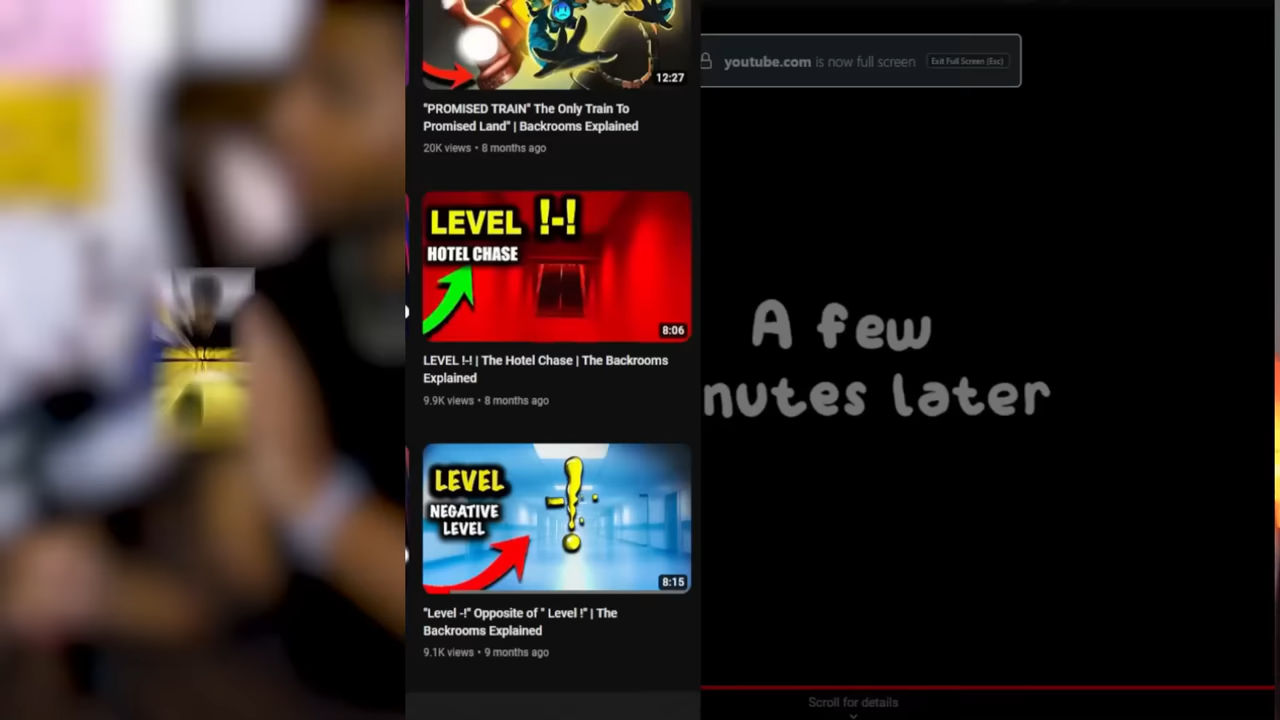 12:27
"PROMISED TRAIN" The Only Train To
Promised Land" | Backrooms Explained
20K views • 8 months ago
LEVEL !-!
HOTEL CHASE
8:06
LEVEL !-! | The Hotel Chase | The Backrooms
Explained
9.9K views • 8 months ago
LEVEL -!
NEGATIVE
LEVEL
8:15
"Level -!" Opposite of " Level !" | The
Backrooms Explained
9.1K views • 9 months ago
youtube.com is now full screen Exit Full Screen (Esc)
A few
nutes later
Scroll for details